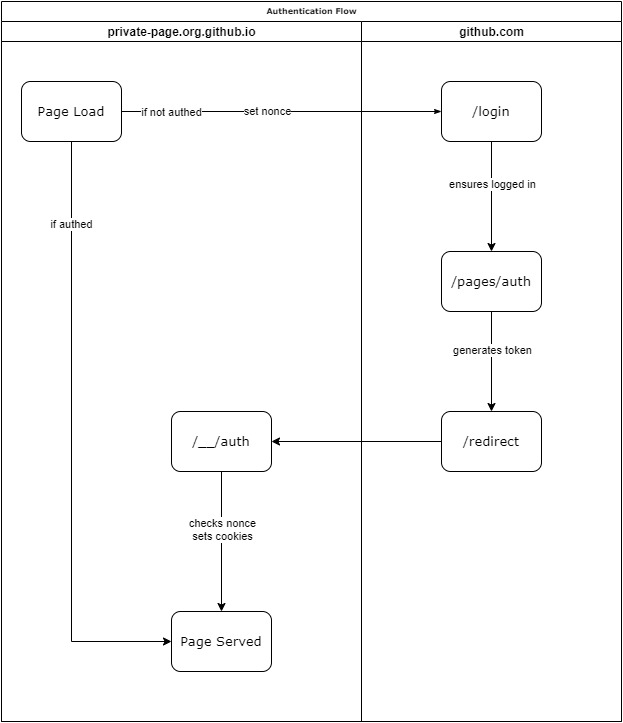 Authentication Flow
private-page.org.github.io
github.com
Page Load
if not authed
set nonce
/login
ensures logged in
if authed
/pages/auth
generates token
/__/auth
/redirect
checks nonce
sets cookies
Page Served